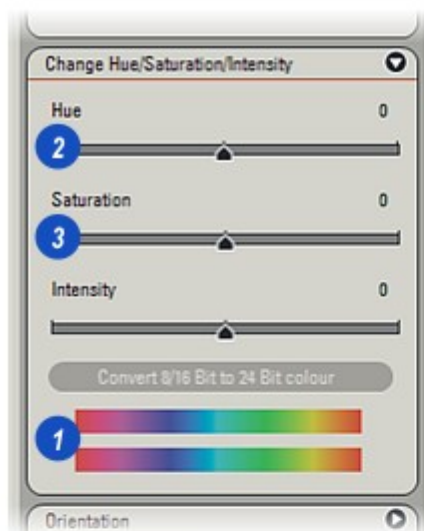 Change Hue/Saturation/Intensity
Hue 0
2
Saturation 0
3
Intensity 0
Convert 8/16 Bit to 24 Bit colour
1
Orientation